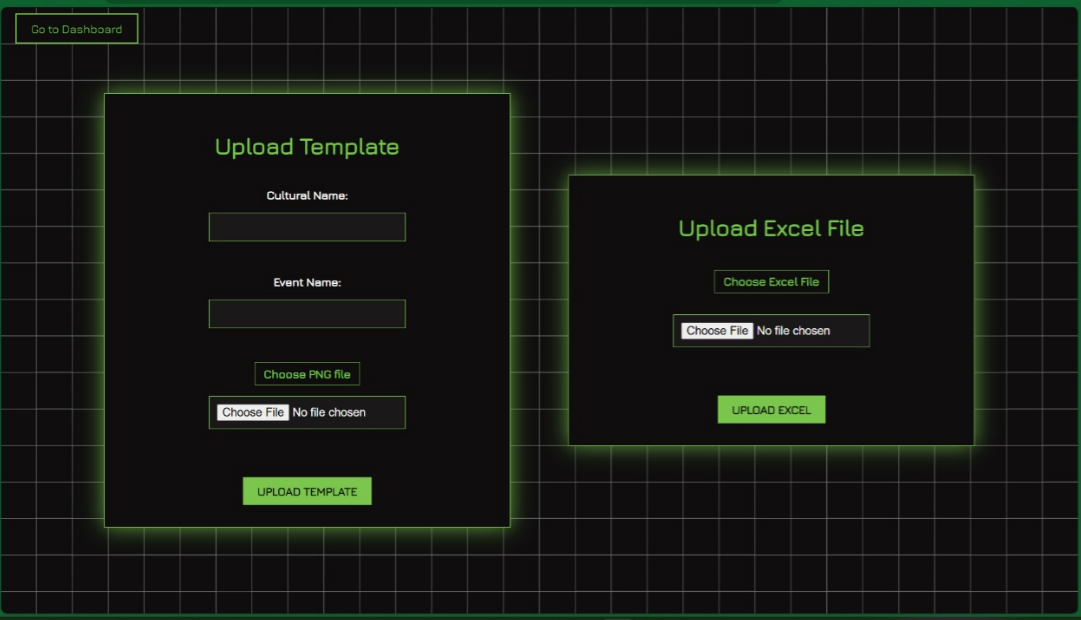 Go to Dashboard
Upload Template
Cultural Name:
Event Name:
Choose PNG file
Choose File No file chosen
UPLOAD TEMPLATE
Upload Excel File
Choose Excel File
Choose File No file chosen
UPLOAD EXCEL